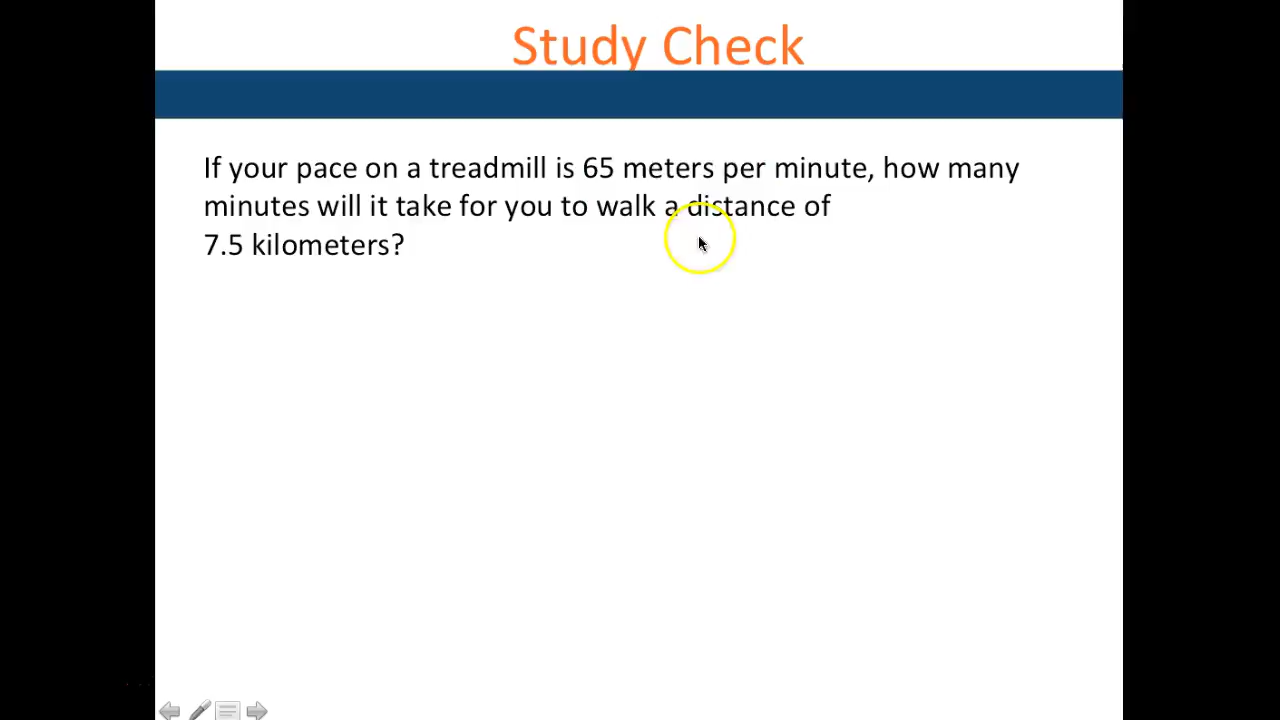 Study Check
If your pace on a treadmill is 65 meters per minute, how many
minutes will it take for you to walk a distance of
7.5 kilometers?